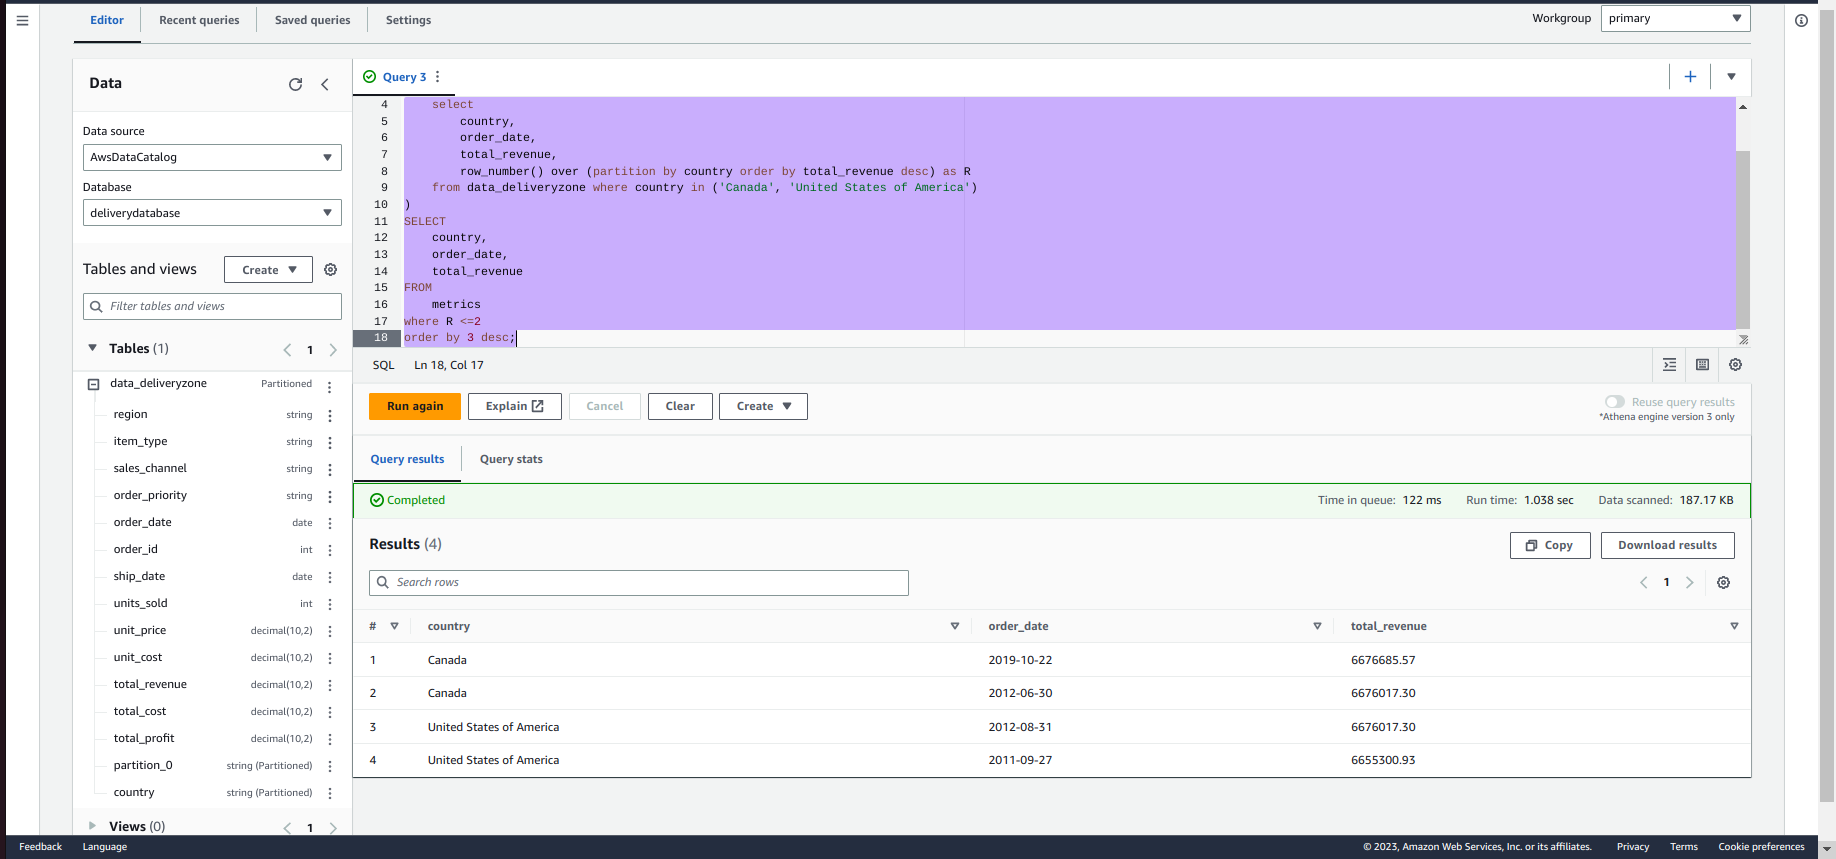 Editor
Recent queries
Saved queries
Settings
Workgroup
primary
Data
Data source
AwsDataCatalog
Database
deliverydatabase
Tables and views
Create
Filter tables and views
Tables (1)
1
data_deliveryzone Partitioned
region string
item_type string
sales_channel string
order_priority string
order_date date
order_id int
ship_date date
units_sold int
unit_price decimal(10,2)
unit_cost decimal(10,2)
total_revenue decimal(10,2)
total_cost decimal(10,2)
total_profit decimal(10,2)
partition_0 string (Partitioned)
country string (Partitioned)
Views (0)
1
Query 3
4 select
5 country,
6 order_date,
7 total_revenue,
8 row_number() over (partition by country order by total_revenue desc) as R
9 from data_deliveryzone where country in ('Canada', 'United States of America')
10 )
11 SELECT
12 country,
13 order_date,
14 total_revenue
15 FROM
16 metrics
17 where R <=2
18 order by 3 desc;
SQL Ln 18, Col 17
Run again
Explain
Cancel
Clear
Create
Reuse query results
*Athena engine version 3 only
Query results
Query stats
Completed
Time in queue: 122 ms Run time: 1.038 sec Data scanned: 187.17 KB
Results (4)
Copy
Download results
Search rows
1
# country order_date total_revenue
1 Canada 2019-10-22 6676685.57
2 Canada 2012-06-30 6676017.30
3 United States of America 2012-08-31 6676017.30
4 United States of America 2011-09-27 6655300.93
Feedback Language
© 2023, Amazon Web Services, Inc. or its affiliates. Privacy Terms Cookie preferences